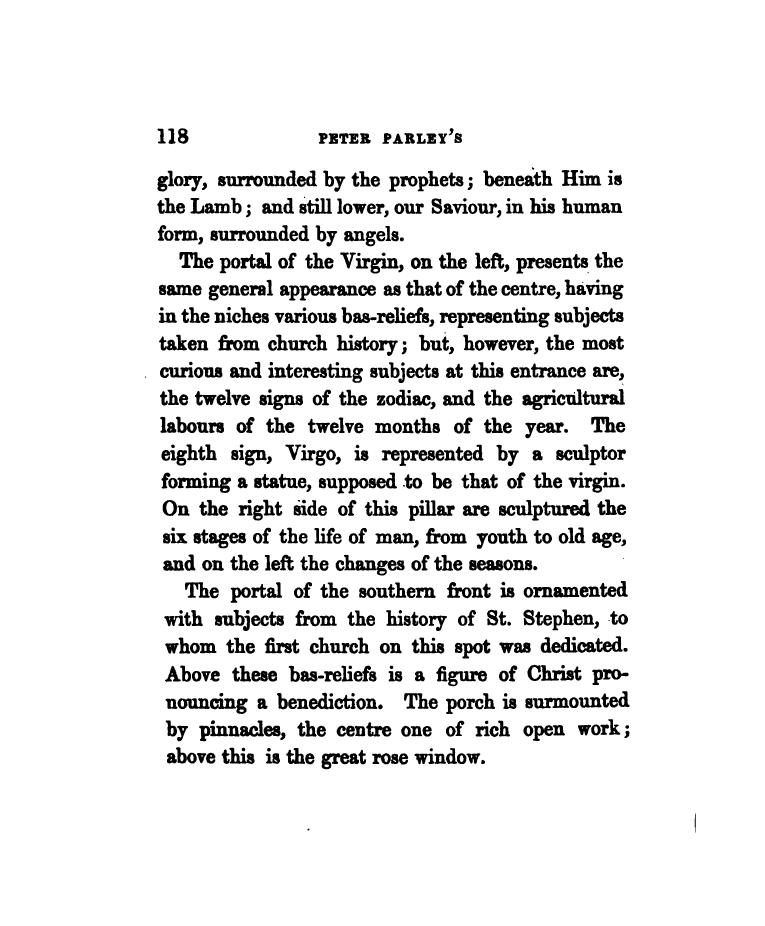 118 PETER PARLEY'S
glory, surrounded by the prophets; beneath Him is
the Lamb; and still lower, our Saviour, in his human
form, surrounded by angels.
The portal of the Virgin, on the left, presents the
same general appearance as that of the centre, having
in the niches various bas-reliefs, representing subjects
taken from church history; but, however, the most
curious and interesting subjects at this entrance are,
the twelve signs of the zodiac, and the agricultural
labours of the twelve months of the year. The
eighth sign, Virgo, is represented by a sculptor
forming a statue, supposed to be that of the virgin.
On the right side of this pillar are sculptured the
six stages of the life of man, from youth to old age,
and on the left the changes of the seasons.
The portal of the southern front is ornamented
with subjects from the history of St. Stephen, to
whom the first church on this spot was dedicated.
Above these bas-reliefs is a figure of Christ pro-
nouncing a benediction. The porch is surmounted
by pinnacles, the centre one of rich open work;
above this is the great rose window.